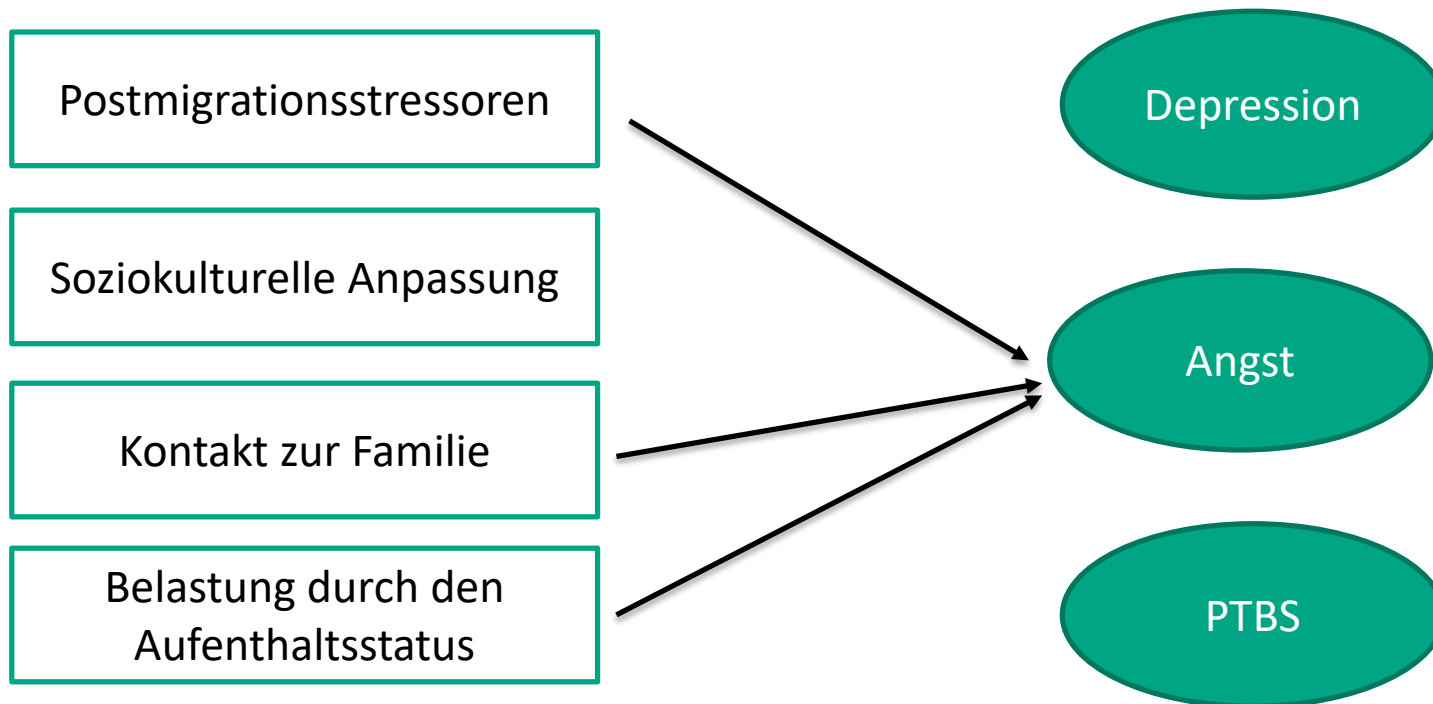 Postmigrationsstressoren
Depression
Soziokulturelle Anpassung
Angst
Kontakt zur Familie
Belastung durch den
Aufenthaltsstatus
PTBS